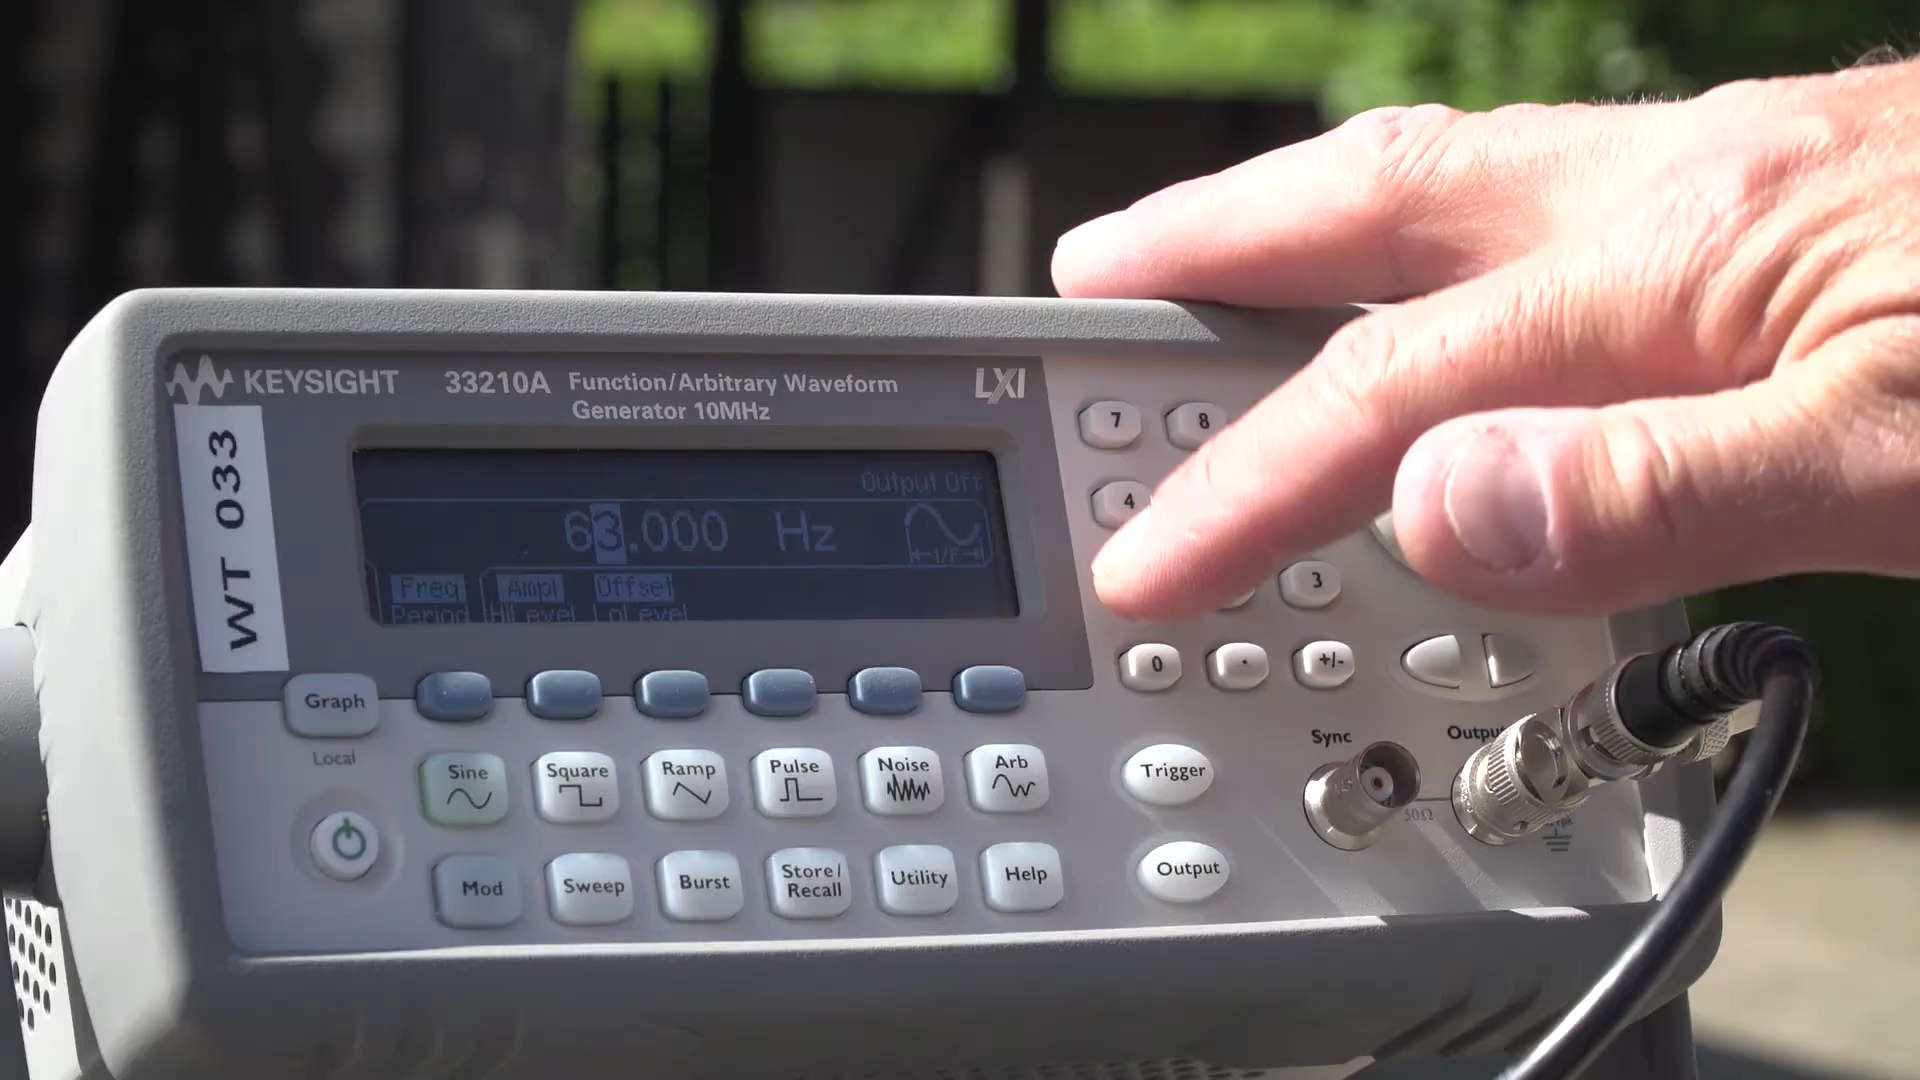 KEYSIGHT 33210A Function/Arbitrary Waveform
Generator 10MHz
LXI
WT 033
Output Off
63.000 Hz
1/F
Freq Ampl Offset
Period HiLevel LoLevel
7 8
4
3
0 . +/-
Graph
Local
Sine Square Ramp Pulse Noise Arb
Mod Sweep Burst Store/
Recall Utility Help
Trigger
Output
Sync
50Ω